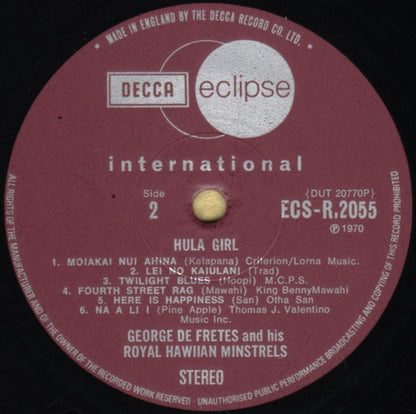 MADE IN ENGLAND BY THE DECCA RECORD CO. LTD.
DECCA eclipse
international
Side
2
(DUT 20770P)
ECS-R.2055
Ⓟ 1970
HULA GIRL
1. MOIAKAI NUI AHINA (Kalapana) Criterion/Lorna Music.
2. LEI NO KAIULANI (Trad)
3. TWILIGHT BLUES (Hoopi) M.C.P.S.
4. FOURTH STREET RAG (Mawahi) King BennyMawahi
5. HERE IS HAPPINESS (San) Otha San
6. NA A LI I (Pine Apple) Thomas J. Valentino
Music Inc.
GEORGE DE FRETES and his
ROYAL HAWIIAN MINSTRELS
STEREO
ALL RIGHTS OF THE MANUFACTURER AND OF THE OWNER OF THE RECORDED WORK RESERVED · UNAUTHORISED PUBLIC PERFORMANCE BROADCASTING AND COPYING OF THIS RECORD PROHIBITED